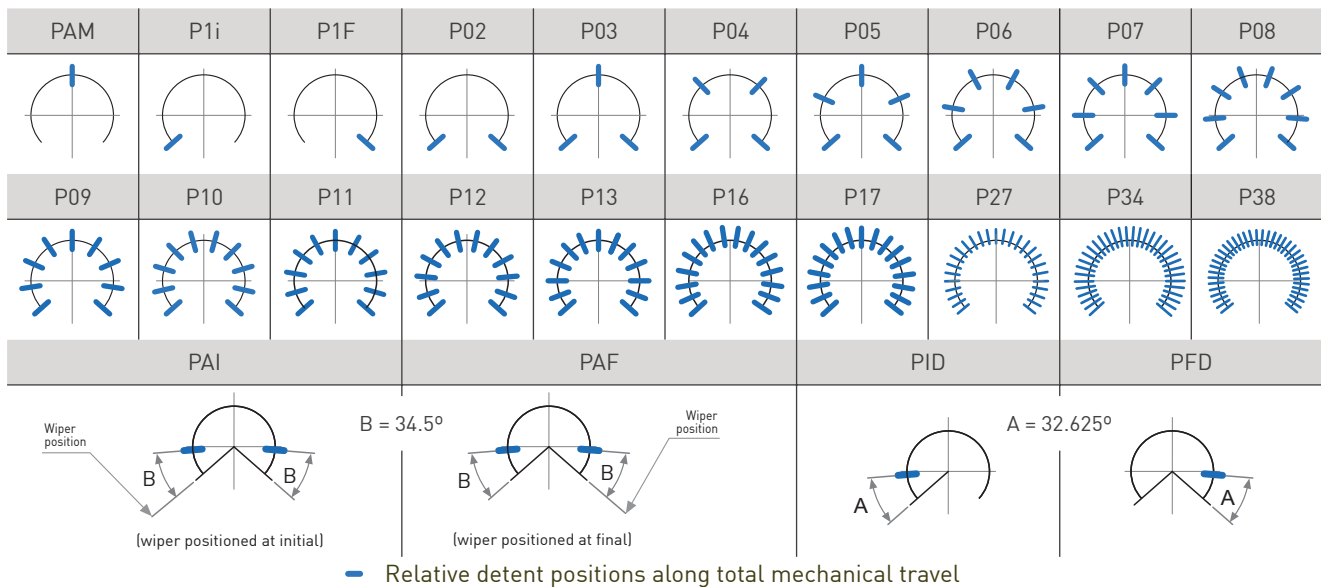 PAM P1i P1F P02 P03 P04 P05 P06 P07 P08
P09 P10 P11 P12 P13 P16 P17 P27 P34 P38
PAI PAF PID PFD
Wiper
position
B
B
B = 34.5º
B
B
Wiper
position
A
A = 32.625º
A
(wiper positioned at initial)
(wiper positioned at final)
Relative detent positions along total mechanical travel